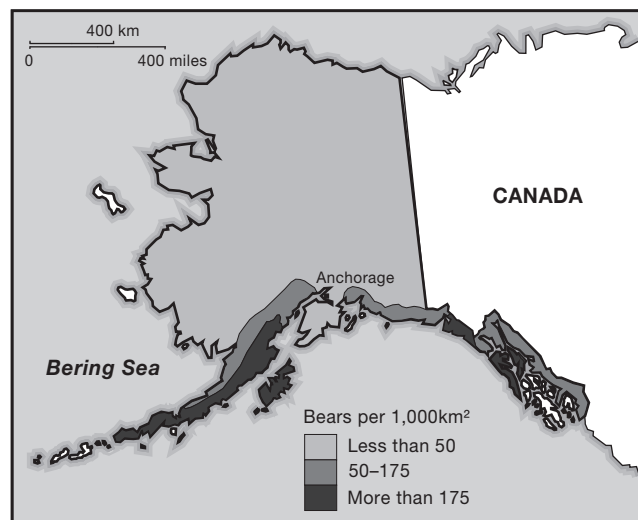 400 km
0 400 miles
CANADA
Anchorage
Bering Sea
Bears per 1,000km²
Less than 50
50–175
More than 175